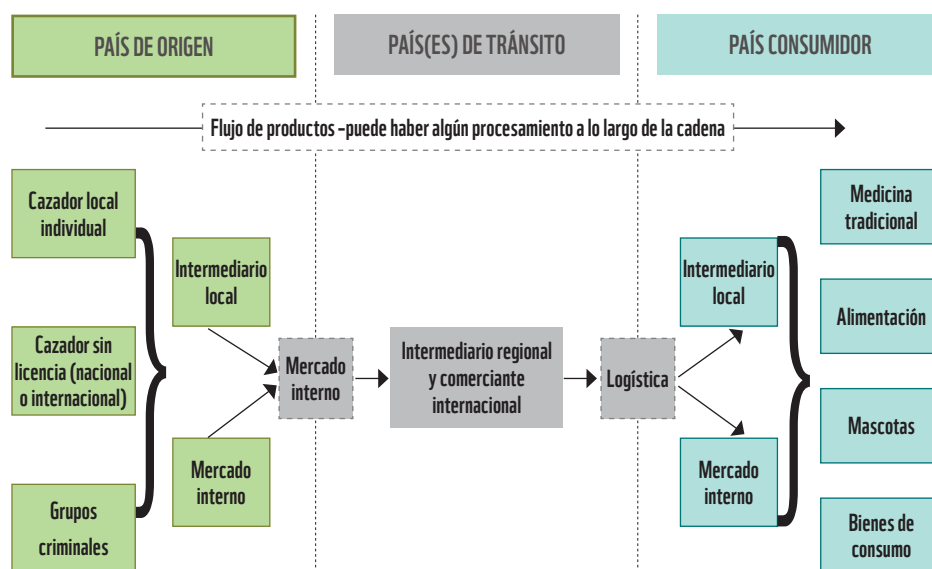 PAÍS DE ORIGEN
PAÍS(ES) DE TRÁNSITO
PAÍS CONSUMIDOR
Flujo de productos –puede haber algún procesamiento a lo largo de la cadena
Cazador local
individual
Cazador sin
licencia (nacional
o internacional)
Grupos
criminales
Intermediario
local
Mercado
interno
Mercado
interno
Intermediario regional
y comerciante
internacional
Logística
Intermediario
local
Mercado
interno
Medicina
tradicional
Alimentación
Mascotas
Bienes de
consumo